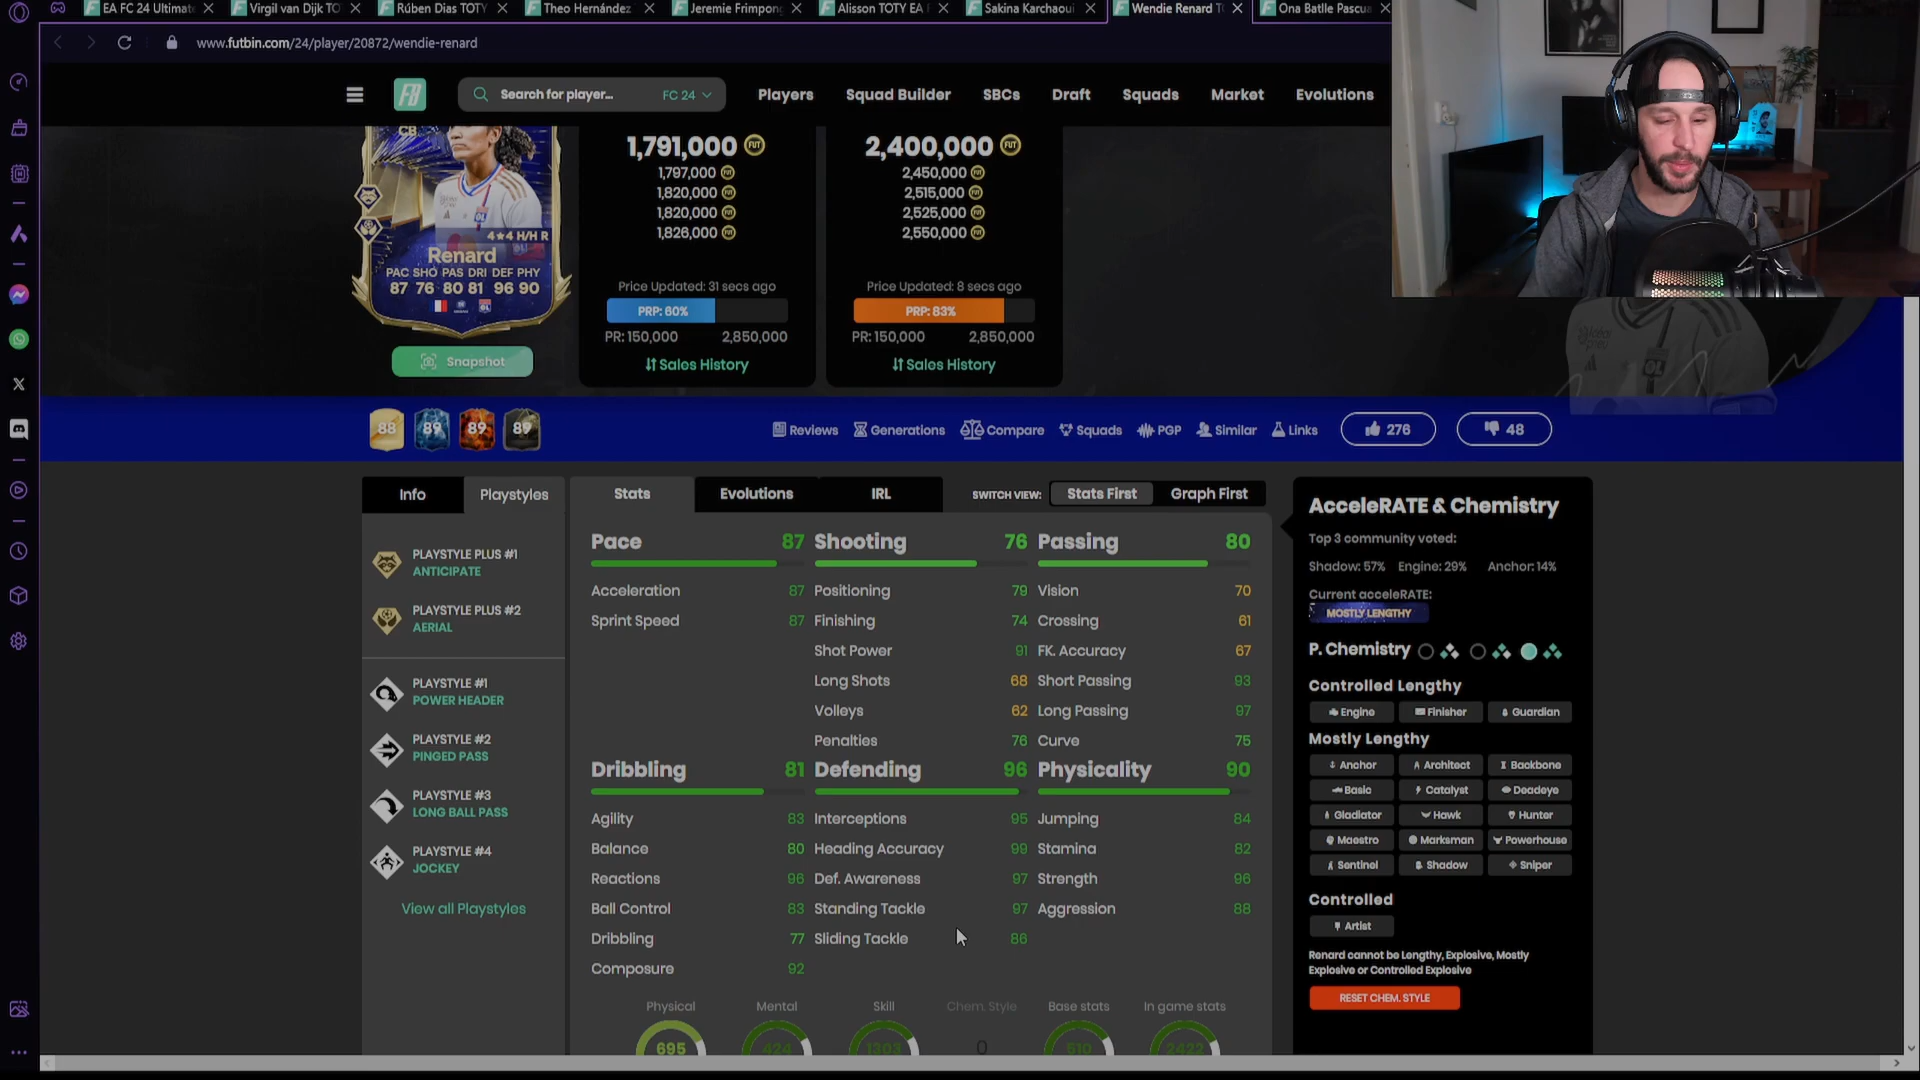 EA FC 24 Ultimat
Virgil van Dijk TO
Rúben Dias TOTY
Theo Hernández
Jeremie Frimpong
Alisson TOTY EA
Sakina Karchaoui
Wendie Renard T
Ona Batlle Pascua
www.futbin.com/24/player/20872/wendie-renard
Search for player...
FC 24
Players
Squad Builder
SBCs
Draft
Squads
Market
Evolutions
CB
4★4 H/H R
Renard
PAC SHO PAS DRI DEF PHY
87 76 80 81 96 90
Snapshot
1,791,000
1,797,000
1,820,000
1,820,000
1,826,000
Price Updated: 31 secs ago
PRP: 60%
PR: 150,000 2,850,000
Sales History
2,400,000
2,450,000
2,515,000
2,525,000
2,550,000
Price Updated: 8 secs ago
PRP: 83%
PR: 150,000 2,850,000
Sales History
88 89 89 89
Reviews
Generations
Compare
Squads
PGP
Similar
Links
276
48
Info
Playstyles
PLAYSTYLE PLUS #1
ANTICIPATE
PLAYSTYLE PLUS #2
AERIAL
PLAYSTYLE #1
POWER HEADER
PLAYSTYLE #2
PINGED PASS
PLAYSTYLE #3
LONG BALL PASS
PLAYSTYLE #4
JOCKEY
View all Playstyles
Stats
Evolutions
IRL
SWITCH VIEW:
Stats First
Graph First
Pace 87
Acceleration 87
Sprint Speed 87
Shooting 76
Positioning 79
Finishing 74
Shot Power 91
Long Shots 68
Volleys 62
Penalties 76
Passing 80
Vision 70
Crossing 61
FK. Accuracy 67
Short Passing 93
Long Passing 97
Curve 75
Dribbling 81
Agility 83
Balance 80
Reactions 96
Ball Control 83
Dribbling 77
Composure 92
Defending 96
Interceptions 95
Heading Accuracy 99
Def. Awareness 97
Standing Tackle 97
Sliding Tackle 86
Physicality 90
Jumping 84
Stamina 82
Strength 96
Aggression 88
Physical
695
Mental
424
Skill
1303
Chem. Style
0
Base stats
510
In game stats
2422
AcceleRATE & Chemistry
Top 3 community voted:
Shadow: 57% Engine: 29% Anchor: 14%
Current acceleRATE:
MOSTLY LENGTHY
P. Chemistry
Controlled Lengthy
Engine
Finisher
Guardian
Mostly Lengthy
Anchor
Architect
Backbone
Basic
Catalyst
Deadeye
Gladiator
Hawk
Hunter
Maestro
Marksman
Powerhouse
Sentinel
Shadow
Sniper
Controlled
Artist
Renard cannot be Lengthy, Explosive, Mostly
Explosive or Controlled Explosive
RESET CHEM. STYLE